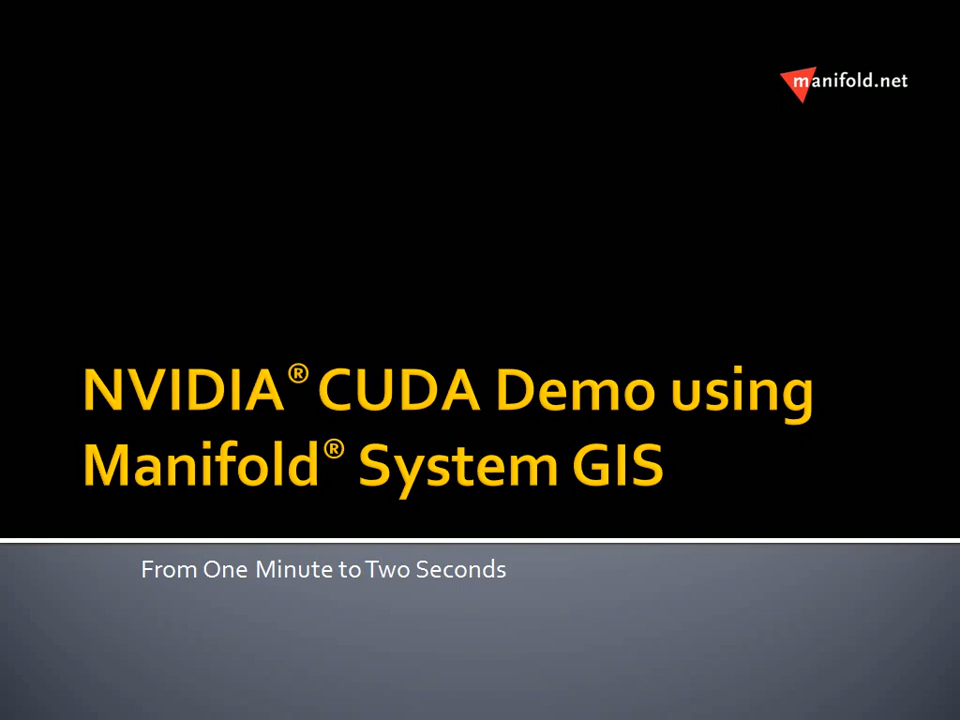 manifold.net
NVIDIA® CUDA Demo using
Manifold® System GIS
From One Minute to Two Seconds